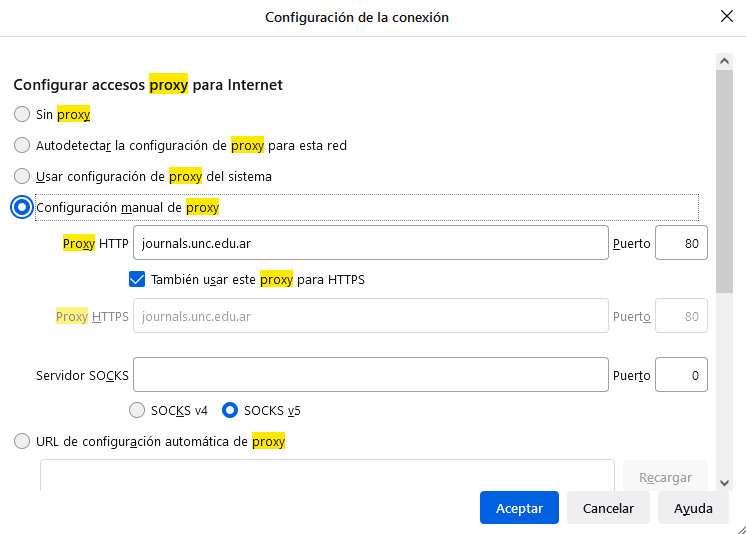 Configuración de la conexión
Configurar accesos proxy para Internet
Sin proxy
Autodetectar la configuración de proxy para esta red
Usar configuración de proxy del sistema
Configuración manual de proxy
Proxy HTTP journals.unc.edu.ar Puerto 80
También usar este proxy para HTTPS
Proxy HTTPS journals.unc.edu.ar Puerto 80
Servidor SOCKS Puerto 0
SOCKS v4 SOCKS v5
URL de configuración automática de proxy
Recargar
Aceptar Cancelar Ayuda